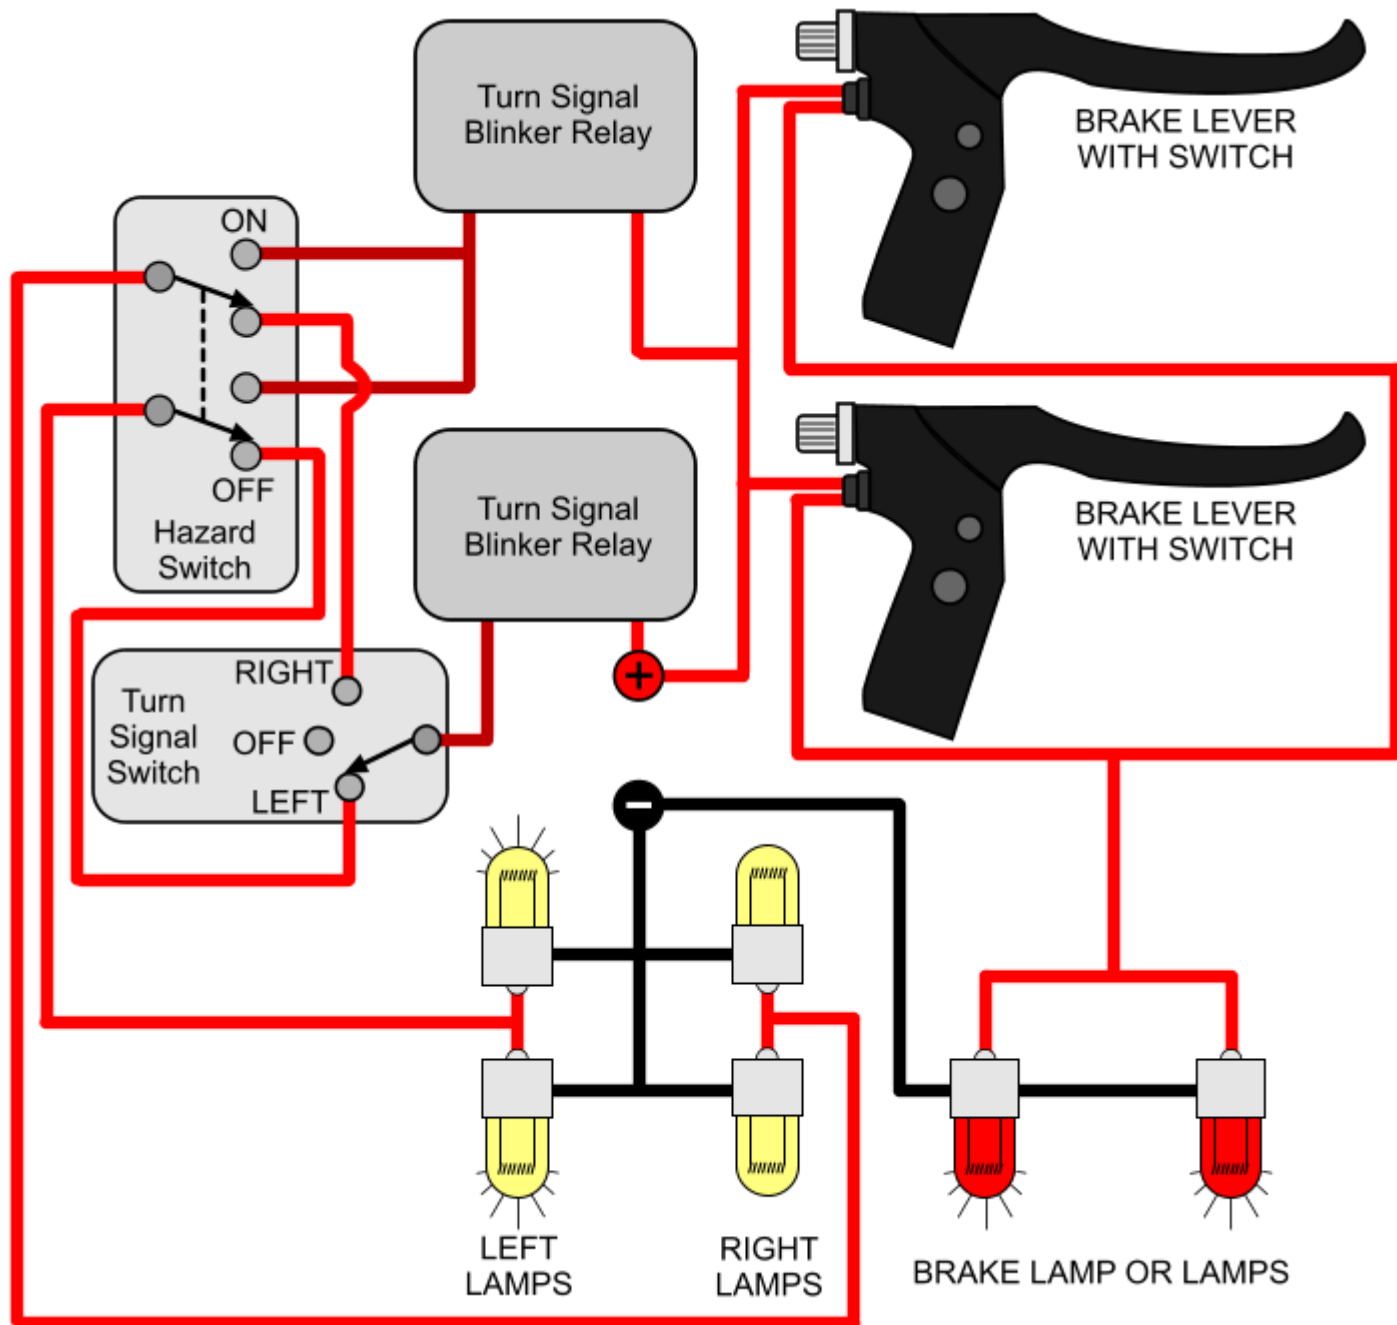 Turn Signal
Blinker Relay
BRAKE LEVER
WITH SWITCH
ON
OFF
Hazard
Switch
Turn Signal
Blinker Relay
BRAKE LEVER
WITH SWITCH
RIGHT
Turn
Signal
Switch
OFF
LEFT
+
-
LEFT
LAMPS
RIGHT
LAMPS
BRAKE LAMP OR LAMPS